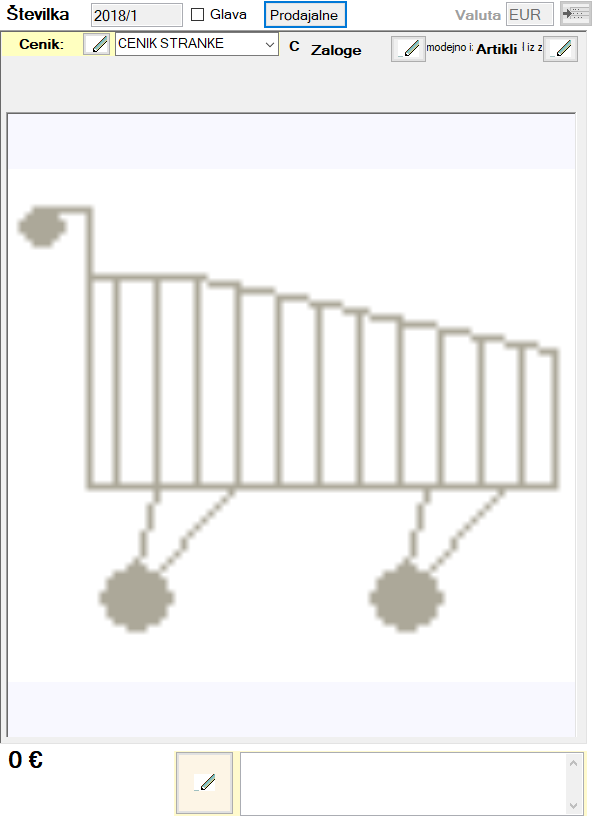 Številka 2018/1 Glava Prodajalne Valuta EUR
Cenik: CENIK STRANKE C Zaloge modejno i: Artikli l iz z
0 €